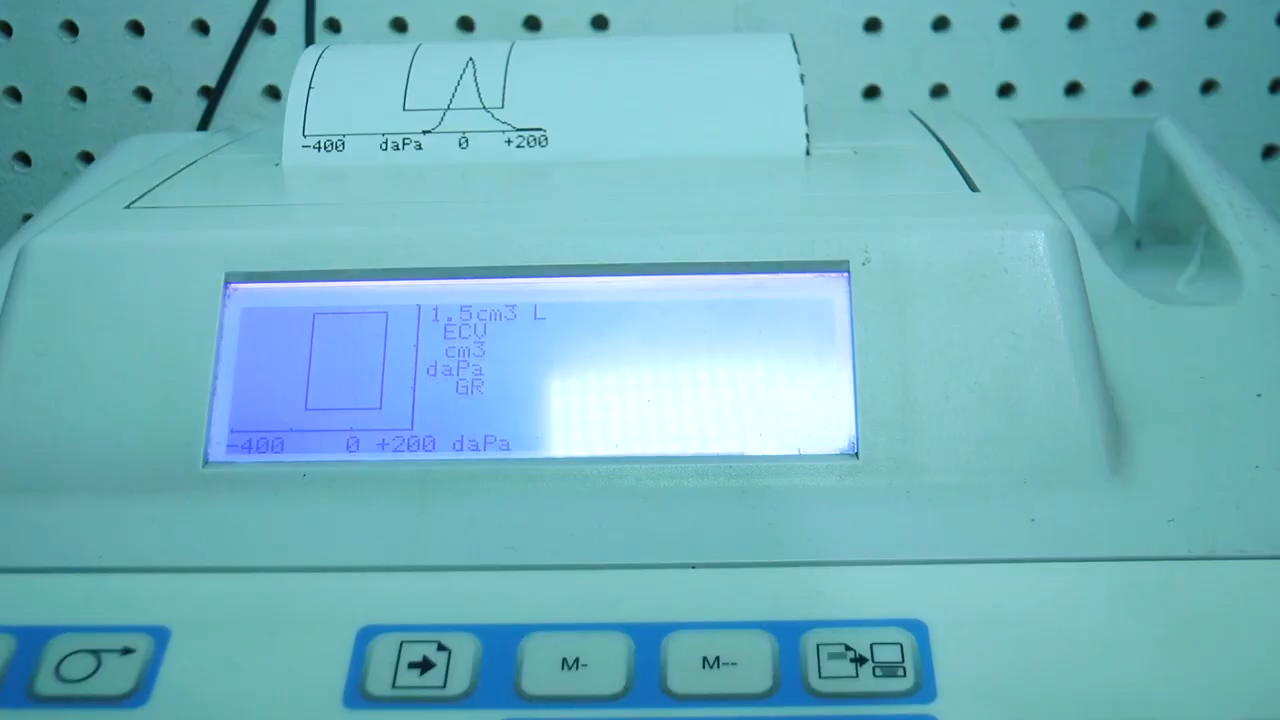 -400 daPa 0 +200
1.5cm3 L
ECV
cm3
daPa
GR
-400 0 +200 daPa
M-
M--